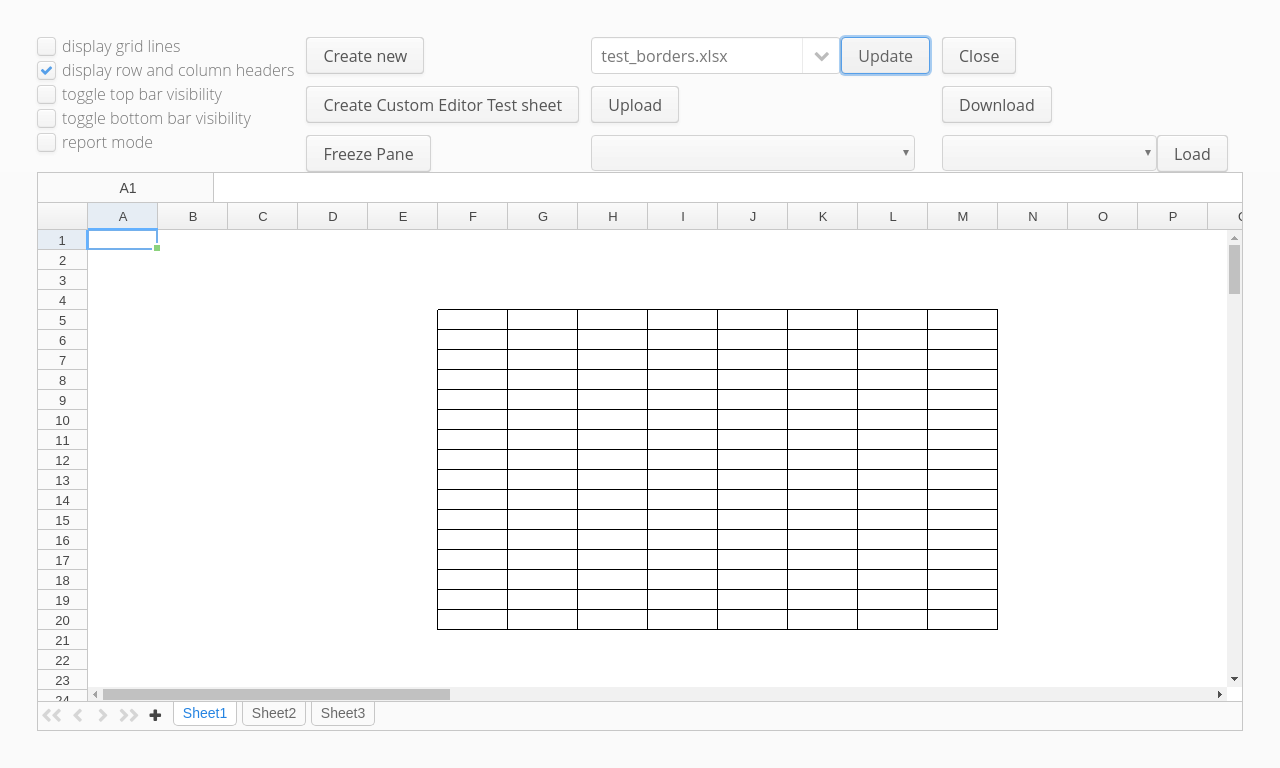 display grid lines
display row and column headers
toggle top bar visibility
toggle bottom bar visibility
report mode
Create new
test_borders.xlsx
Update
Close
Create Custom Editor Test sheet
Upload
Download
Freeze Pane
Load
A1
A B C D E F G H I J K L M N O P
1
2
3
4
5
6
7
8
9
10
11
12
13
14
15
16
17
18
19
20
21
22
23
24
Sheet1 Sheet2 Sheet3